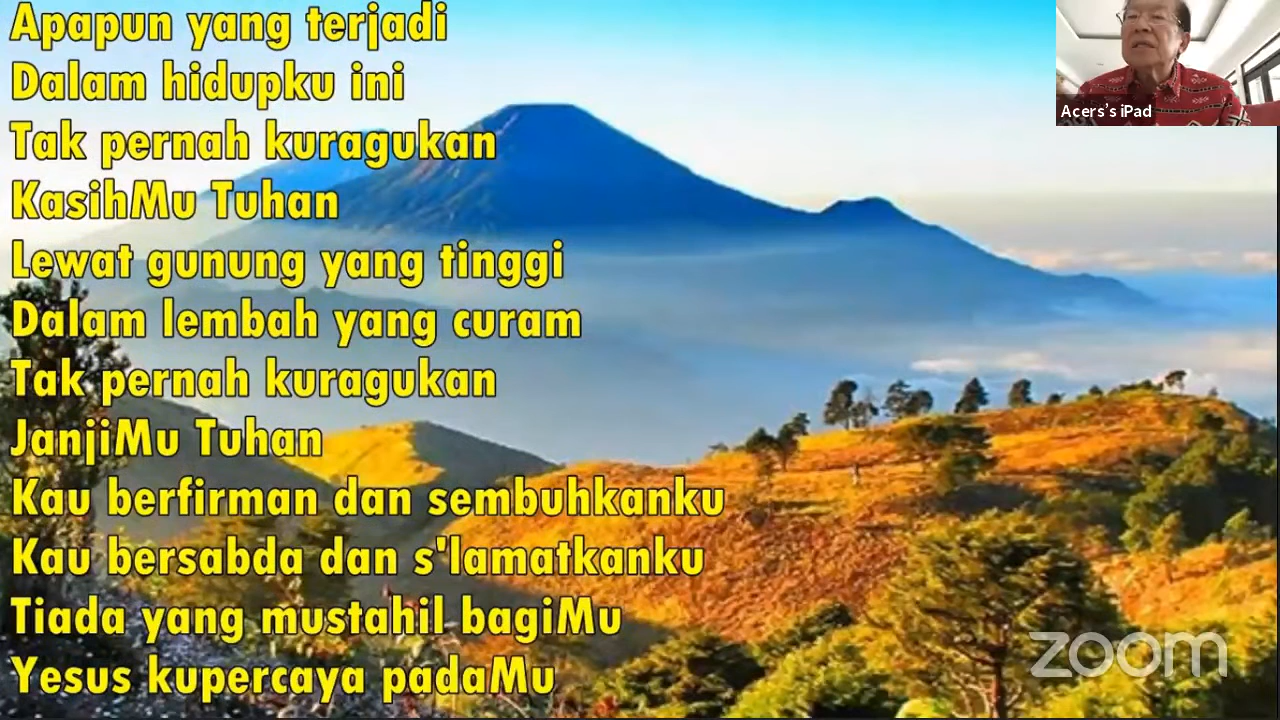 Apapun yang terjadi
Dalam hidupku ini
Tak pernah kuragukan
KasihMu Tuhan
Lewat gunung yang tinggi
Dalam lembah yang curam
Tak pernah kuragukan
JanjiMu Tuhan
Kau berfirman dan sembuhkanku
Kau bersabda dan s'lamatkanku
Tiada yang mustahil bagiMu
Yesus kupercaya padaMu
Acers's iPad
zoom